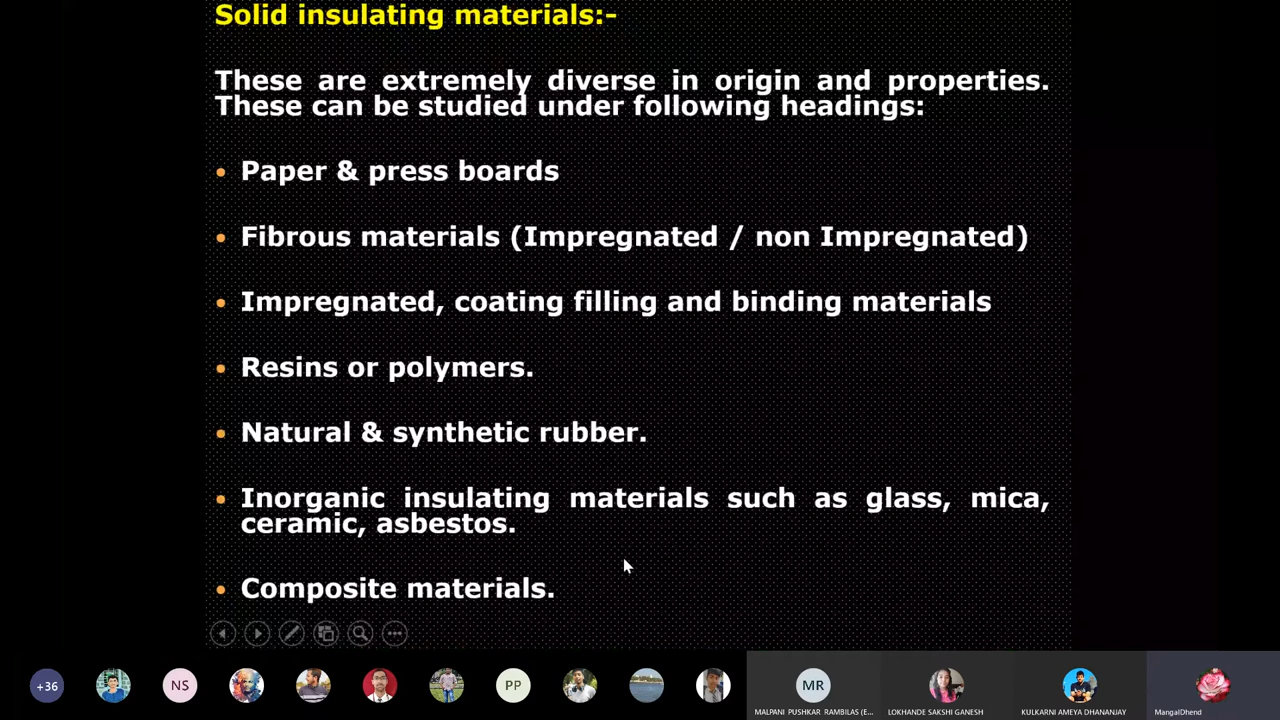 Solid insulating materials:-
These are extremely diverse in origin and properties.
These can be studied under following headings:
• Paper & press boards
• Fibrous materials (Impregnated / non Impregnated)
• Impregnated, coating filling and binding materials
• Resins or polymers.
• Natural & synthetic rubber.
• Inorganic insulating materials such as glass, mica,
ceramic, asbestos.
• Composite materials.
+36
NS
PP
MR
MALPANI PUSHKAR RAMBILAS (E...
LOKHANDE SAKSHI GANESH
KULKARNI AMEYA DHANANJAY
MangalDhend